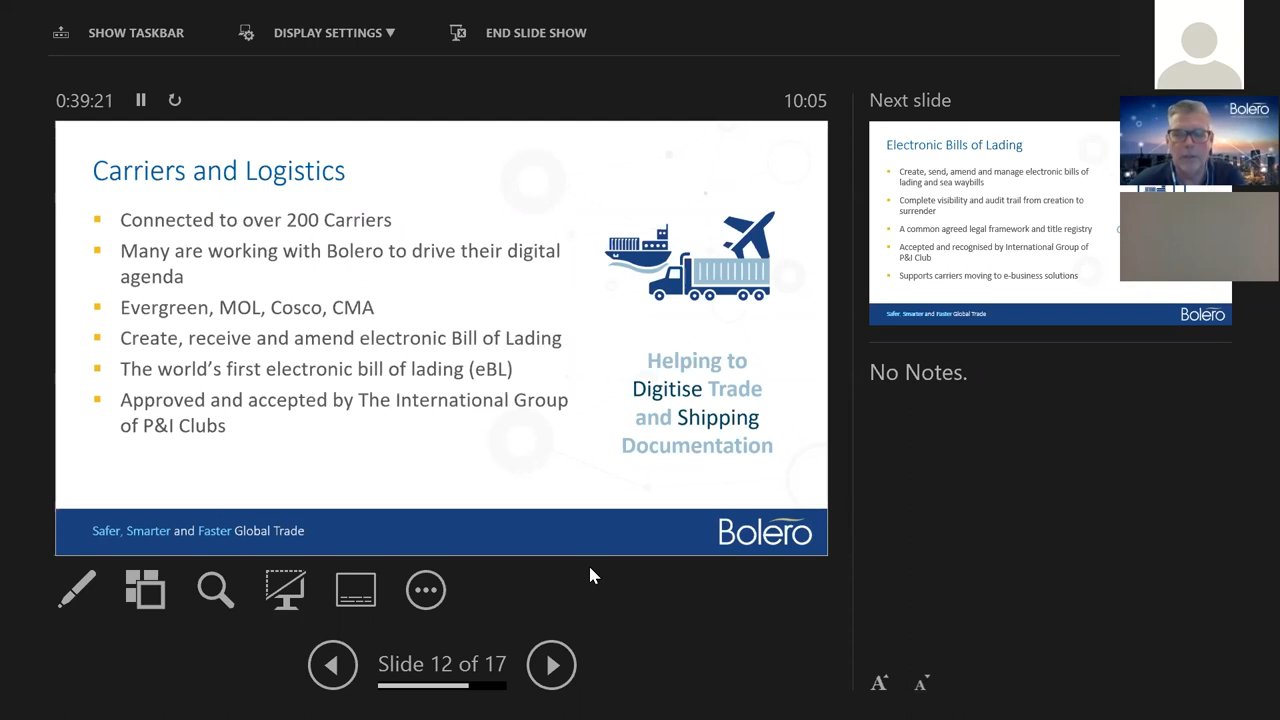 SHOW TASKBAR
DISPLAY SETTINGS ▼
END SLIDE SHOW
0:39:21
10:05
Next slide
Carriers and Logistics
Connected to over 200 Carriers
Many are working with Bolero to drive their digital
agenda
Evergreen, MOL, Cosco, CMA
Create, receive and amend electronic Bill of Lading
The world's first electronic bill of lading (eBL)
Approved and accepted by The International Group
of P&I Clubs
Helping to
Digitise Trade
and Shipping
Documentation
Safer, Smarter and Faster Global Trade
Bolero
Electronic Bills of Lading
Create, send, amend and manage electronic bills of
lading and sea waybills
Complete visibility and audit trail from creation to
surrender
A common agreed legal framework and title registry
Accepted and recognised by International Group of
P&I Club
Supports carriers moving to e-business solutions
Safer, Smarter and Faster Global Trade
Bolero
Bolero
No Notes.
Slide 12 of 17
A
A